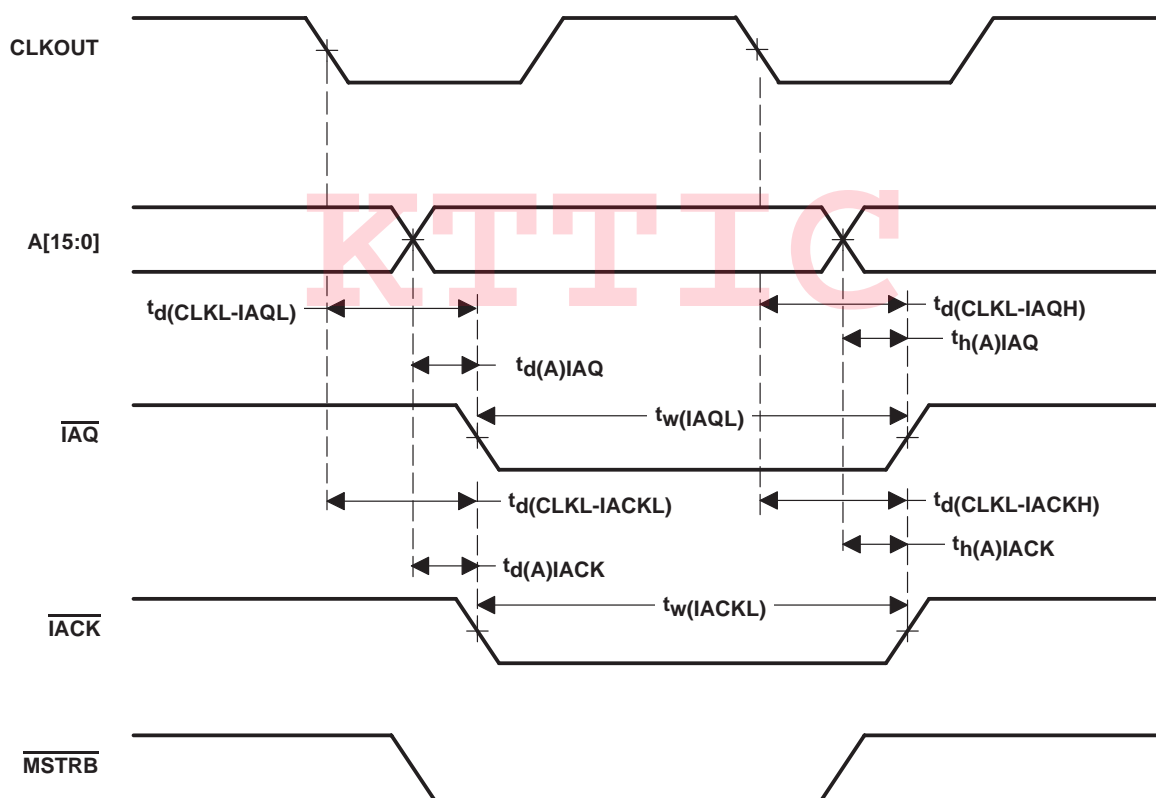 CLKOUT
KTTIC
A[15:0]
td(CLKL-IAQL)
td(CLKL-IAQH)
th(A)IAQ
td(A)IAQ
IAQ
tw(IAQL)
td(CLKL-IACKL)
td(CLKL-IACKH)
th(A)IACK
td(A)IACK
IACK
tw(IACKL)
MSTRB